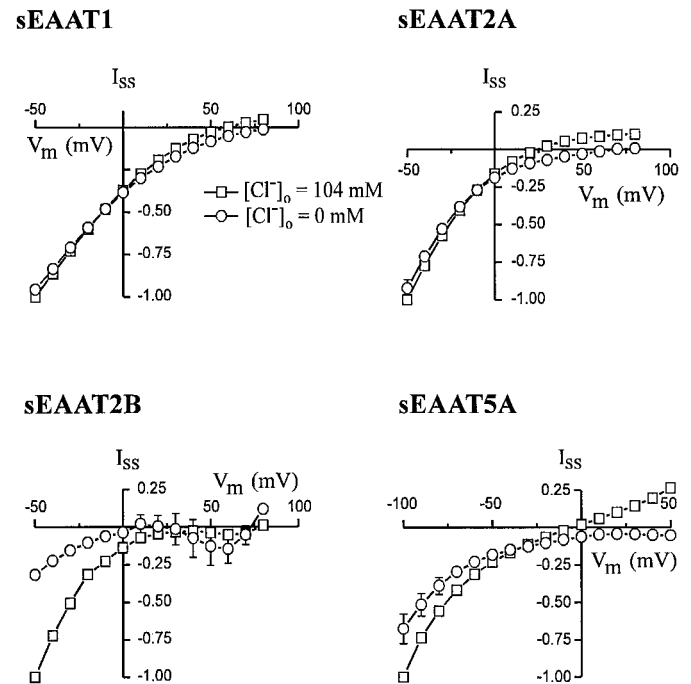 sEAAT1
sEAAT2A
I_SS
-50 50 100
V_m (mV)
-0.50
-0.75
-1.00
[Cl⁻]_o = 104 mM
[Cl⁻]_o = 0 mM
I_SS
0.25
-50 50 100
V_m (mV)
-0.25
-0.50
-0.75
-1.00
sEAAT2B
sEAAT5A
I_SS
V_m (mV)
0.25
-50 50 100
-0.25
-0.50
-0.75
-1.00
I_SS
0.25
-100 -50 50
V_m (mV)
-0.25
-0.50
-0.75
-1.00